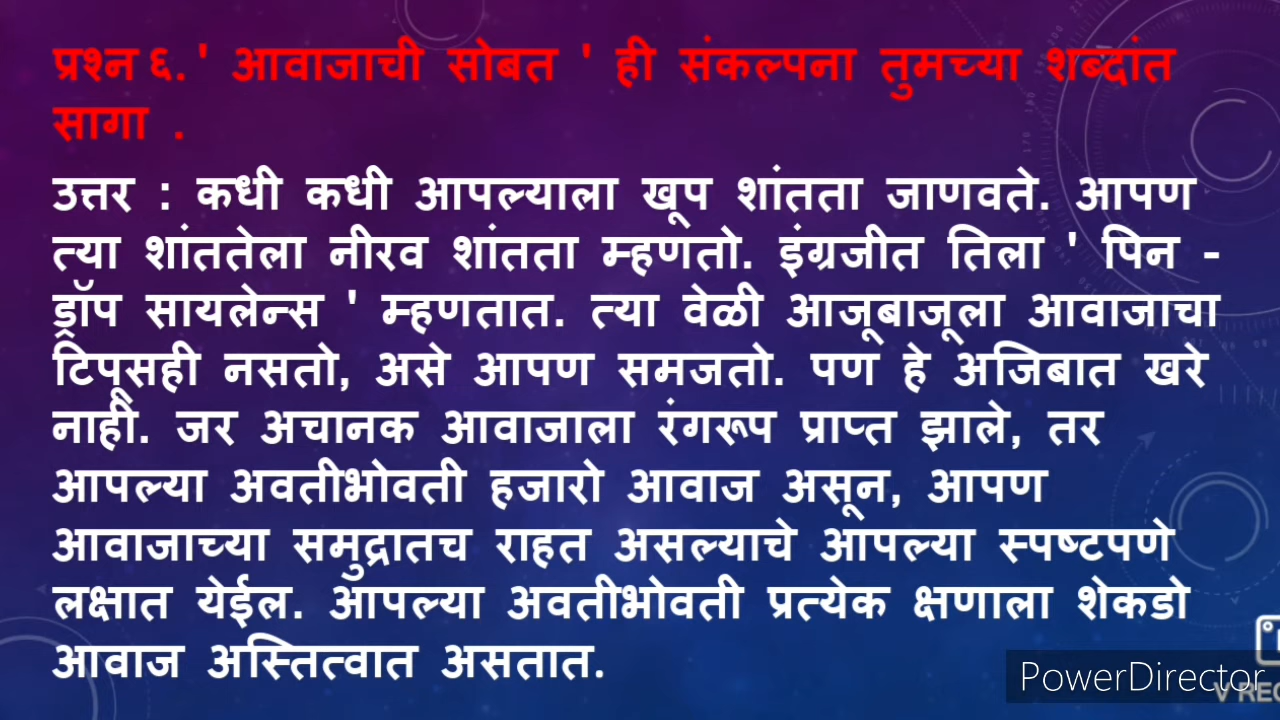 प्रश्न ६. ' आवाजाची सोबत ' ही संकल्पना तुमच्या शब्दांत
सागा .
उत्तर : कधी कधी आपल्याला खूप शांतता जाणवते. आपण
त्या शांततेला नीरव शांतता म्हणतो. इंग्रजीत तिला ' पिन -
ड्रॉप सायलेन्स ' म्हणतात. त्या वेळी आजूबाजूला आवाजाचा
टिपूसही नसतो, असे आपण समजतो. पण हे अजिबात खरे
नाही. जर अचानक आवाजाला रंगरूप प्राप्त झाले, तर
आपल्या अवतीभोवती हजारो आवाज असून, आपण
आवाजाच्या समुद्रातच राहत असल्याचे आपल्या स्पष्टपणे
लक्षात येईल. आपल्या अवतीभोवती प्रत्येक क्षणाला शेकडो
आवाज अस्तित्वात असतात.
PowerDirector